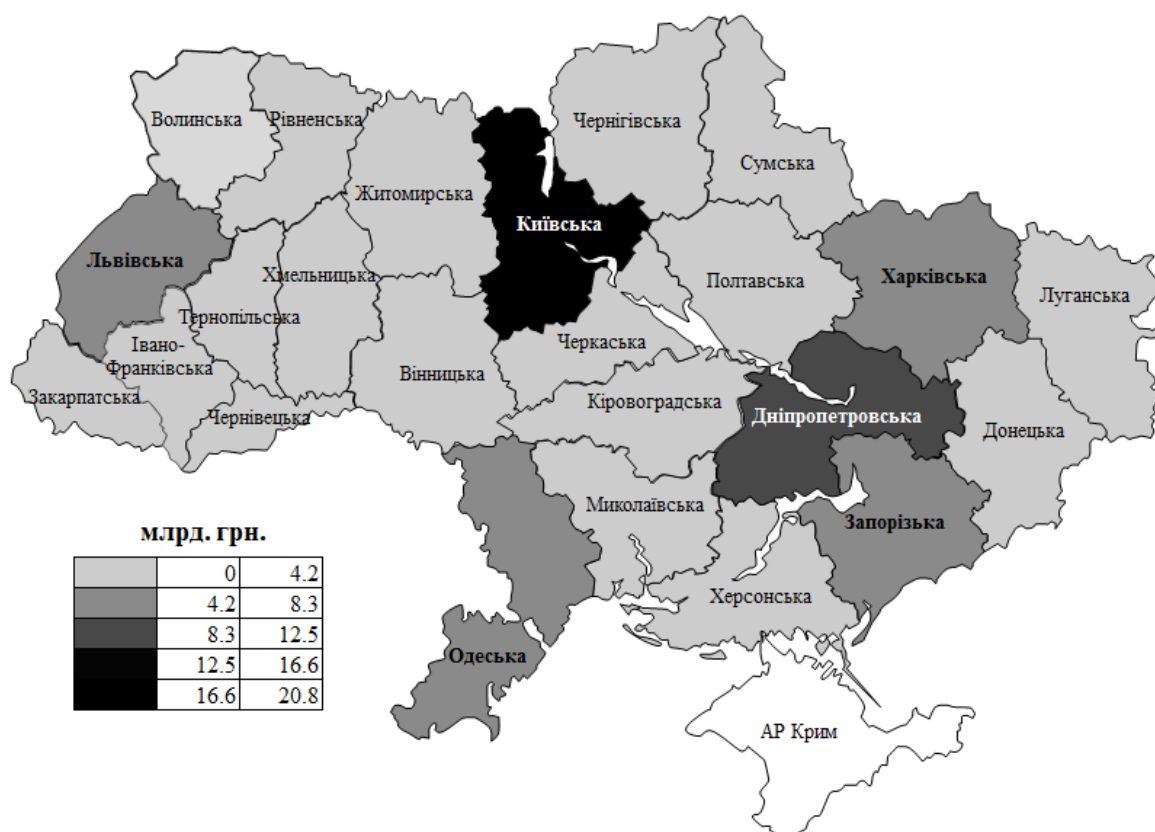 Волинська
Рівненська
Чернігівська
Сумська
Житомирська
Київська
Львівська
Хмельницька
Полтавська
Харківська
Луганська
Тернопільська
Івано-
Франківська
Черкаська
Вінницька
Закарпатська
Чернівецька
Кіровоградська
Дніпропетровська
Донецька
Миколаївська
Запорізька
Херсонська
Одеська
АР Крим
млрд. грн.
0 4.2
4.2 8.3
8.3 12.5
12.5 16.6
16.6 20.8